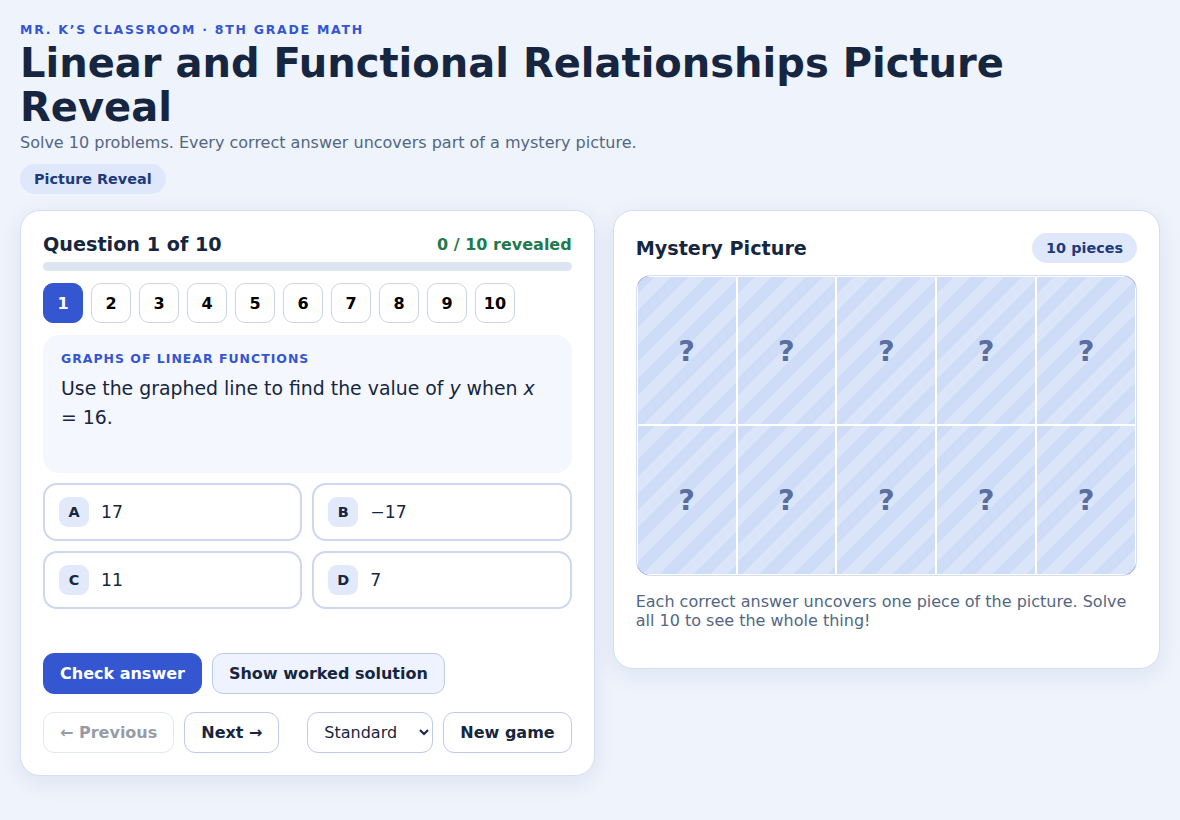 MR. K’S CLASSROOM · 8TH GRADE MATH
Linear and Functional Relationships Picture
Reveal
Solve 10 problems. Every correct answer uncovers part of a mystery picture.
Picture Reveal
Question 1 of 10
0 / 10 revealed
1 2 3 4 5 6 7 8 9 10
GRAPHS OF LINEAR FUNCTIONS
Use the graphed line to find the value of y when x
= 16.
A 17
B −17
C 11
D 7
Check answer
Show worked solution
← Previous
Next →
Standard
New game
Mystery Picture
10 pieces
? ? ? ? ?
? ? ? ? ?
Each correct answer uncovers one piece of the picture. Solve
all 10 to see the whole thing!